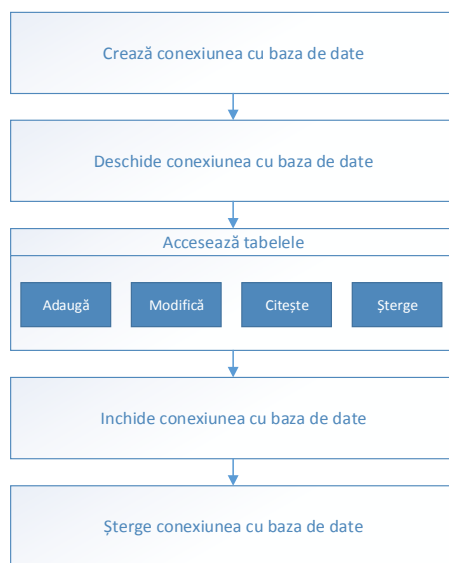 Crează conexiunea cu baza de date
Deschide conexiunea cu baza de date
Accesează tabelele
Adaugă Modifică Citește Șterge
Inchide conexiunea cu baza de date
Șterge conexiunea cu baza de date